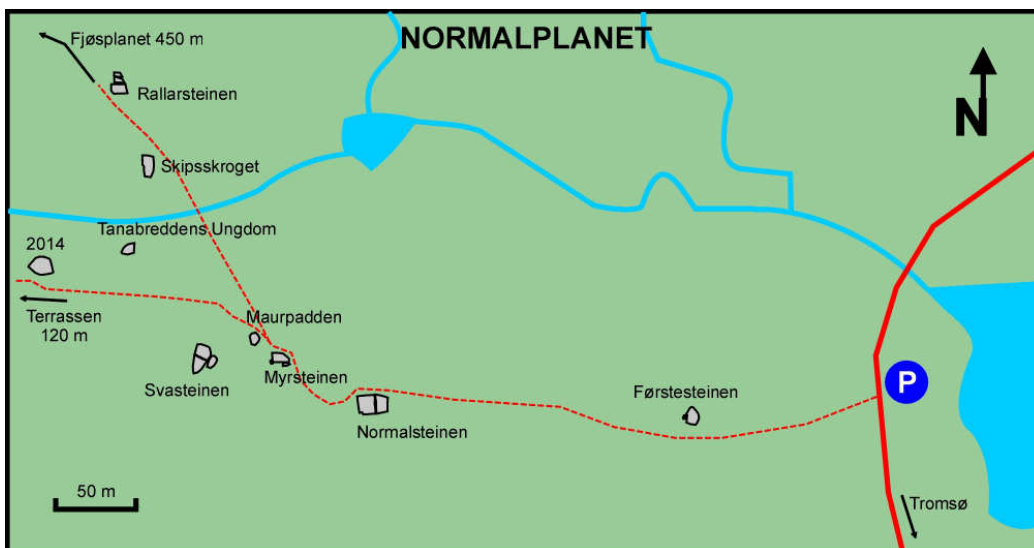 NORMALPLANET
Fjøsplanet 450 m
Rallarsteinen
N
Skipsskroget
Tanabreddens Ungdom
2014
Terrassen
120 m
Maurpadden
Svasteinen
Myrsteinen
P
Førstesteinen
Normalsteinen
50 m
Tromsø